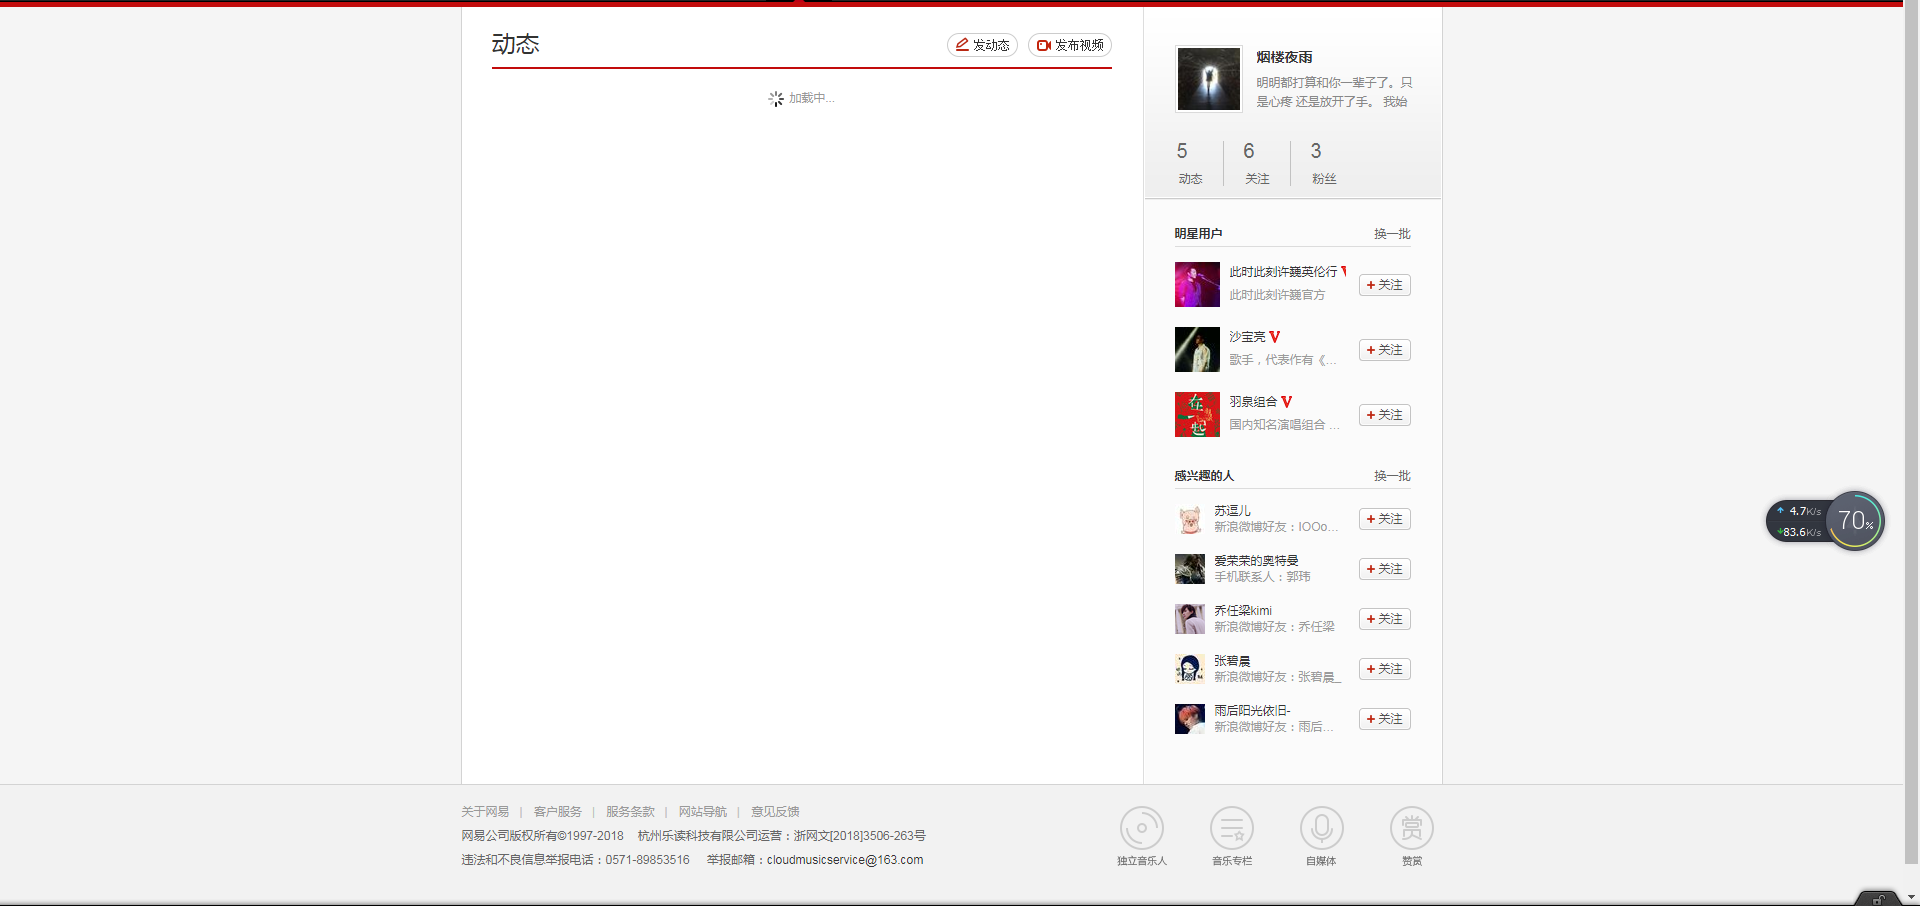 动态
发动态
发布视频
加载中...
烟楼夜雨
明明都打算和你一辈子了。只
是心疼 还是放开了手。 我始
5
6
3
动态
关注
粉丝
明星用户
换一批
此时此刻许巍英伦行
此时此刻许巍官方
+ 关注
沙宝亮
歌手，代表作有《...
+ 关注
羽泉组合
国内知名演唱组合 ...
+ 关注
在一起
感兴趣的人
换一批
苏逗儿
新浪微博好友：IOOo...
+ 关注
爱荣荣的奥特曼
手机联系人：郭玮
+ 关注
乔任梁kimi
新浪微博好友：乔任梁
+ 关注
张碧晨
新浪微博好友：张碧晨_
+ 关注
雨后阳光依旧-
新浪微博好友：雨后...
+ 关注
4.7K/s
83.6K/s
70%
关于网易 | 客户服务 | 服务条款 | 网站导航 | 意见反馈
网易公司版权所有©1997-2018 杭州乐读科技有限公司运营：浙网文[2018]3506-263号
违法和不良信息举报电话：0571-89853516 举报邮箱：cloudmusicservice@163.com
独立音乐人
音乐专栏
自媒体
赏
赞赏